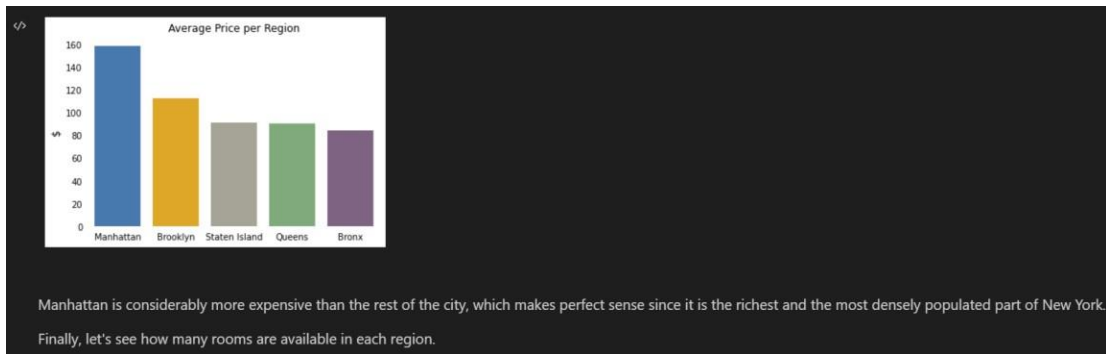 </>
Average Price per Region
160
140
120
100
$
80
60
40
20
0
Manhattan Brooklyn Staten Island Queens Bronx
Manhattan is considerably more expensive than the rest of the city, which makes perfect sense since it is the richest and the most densely populated part of New York.
Finally, let's see how many rooms are available in each region.